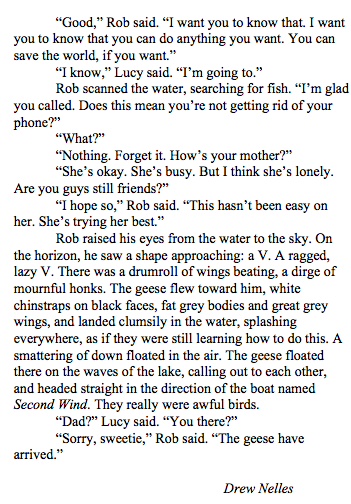 “Good,” Rob said. “I want you to know that. I want
you to know that you can do anything you want. You can
save the world, if you want.”
“I know,” Lucy said. “I’m going to.”
Rob scanned the water, searching for fish. “I’m glad
you called. Does this mean you’re not getting rid of your
phone?”
“What?”
“Nothing. Forget it. How’s your mother?”
“She’s okay. She’s busy. But I think she’s lonely.
Are you guys still friends?”
“I hope so,” Rob said. “This hasn’t been easy on
her. She’s trying her best.”
Rob raised his eyes from the water to the sky. On
the horizon, he saw a shape approaching: a V. A ragged,
lazy V. There was a drumroll of wings beating, a dirge of
mournful honks. The geese flew toward him, white
chinstraps on black faces, fat grey bodies and great grey
wings, and landed clumsily in the water, splashing
everywhere, as if they were still learning how to do this. A
smattering of down floated in the air. The geese floated
there on the waves of the lake, calling out to each other,
and headed straight in the direction of the boat named
Second Wind. They really were awful birds.
“Dad?” Lucy said. “You there?”
“Sorry, sweetie,” Rob said. “The geese have
arrived.”
Drew Nelles